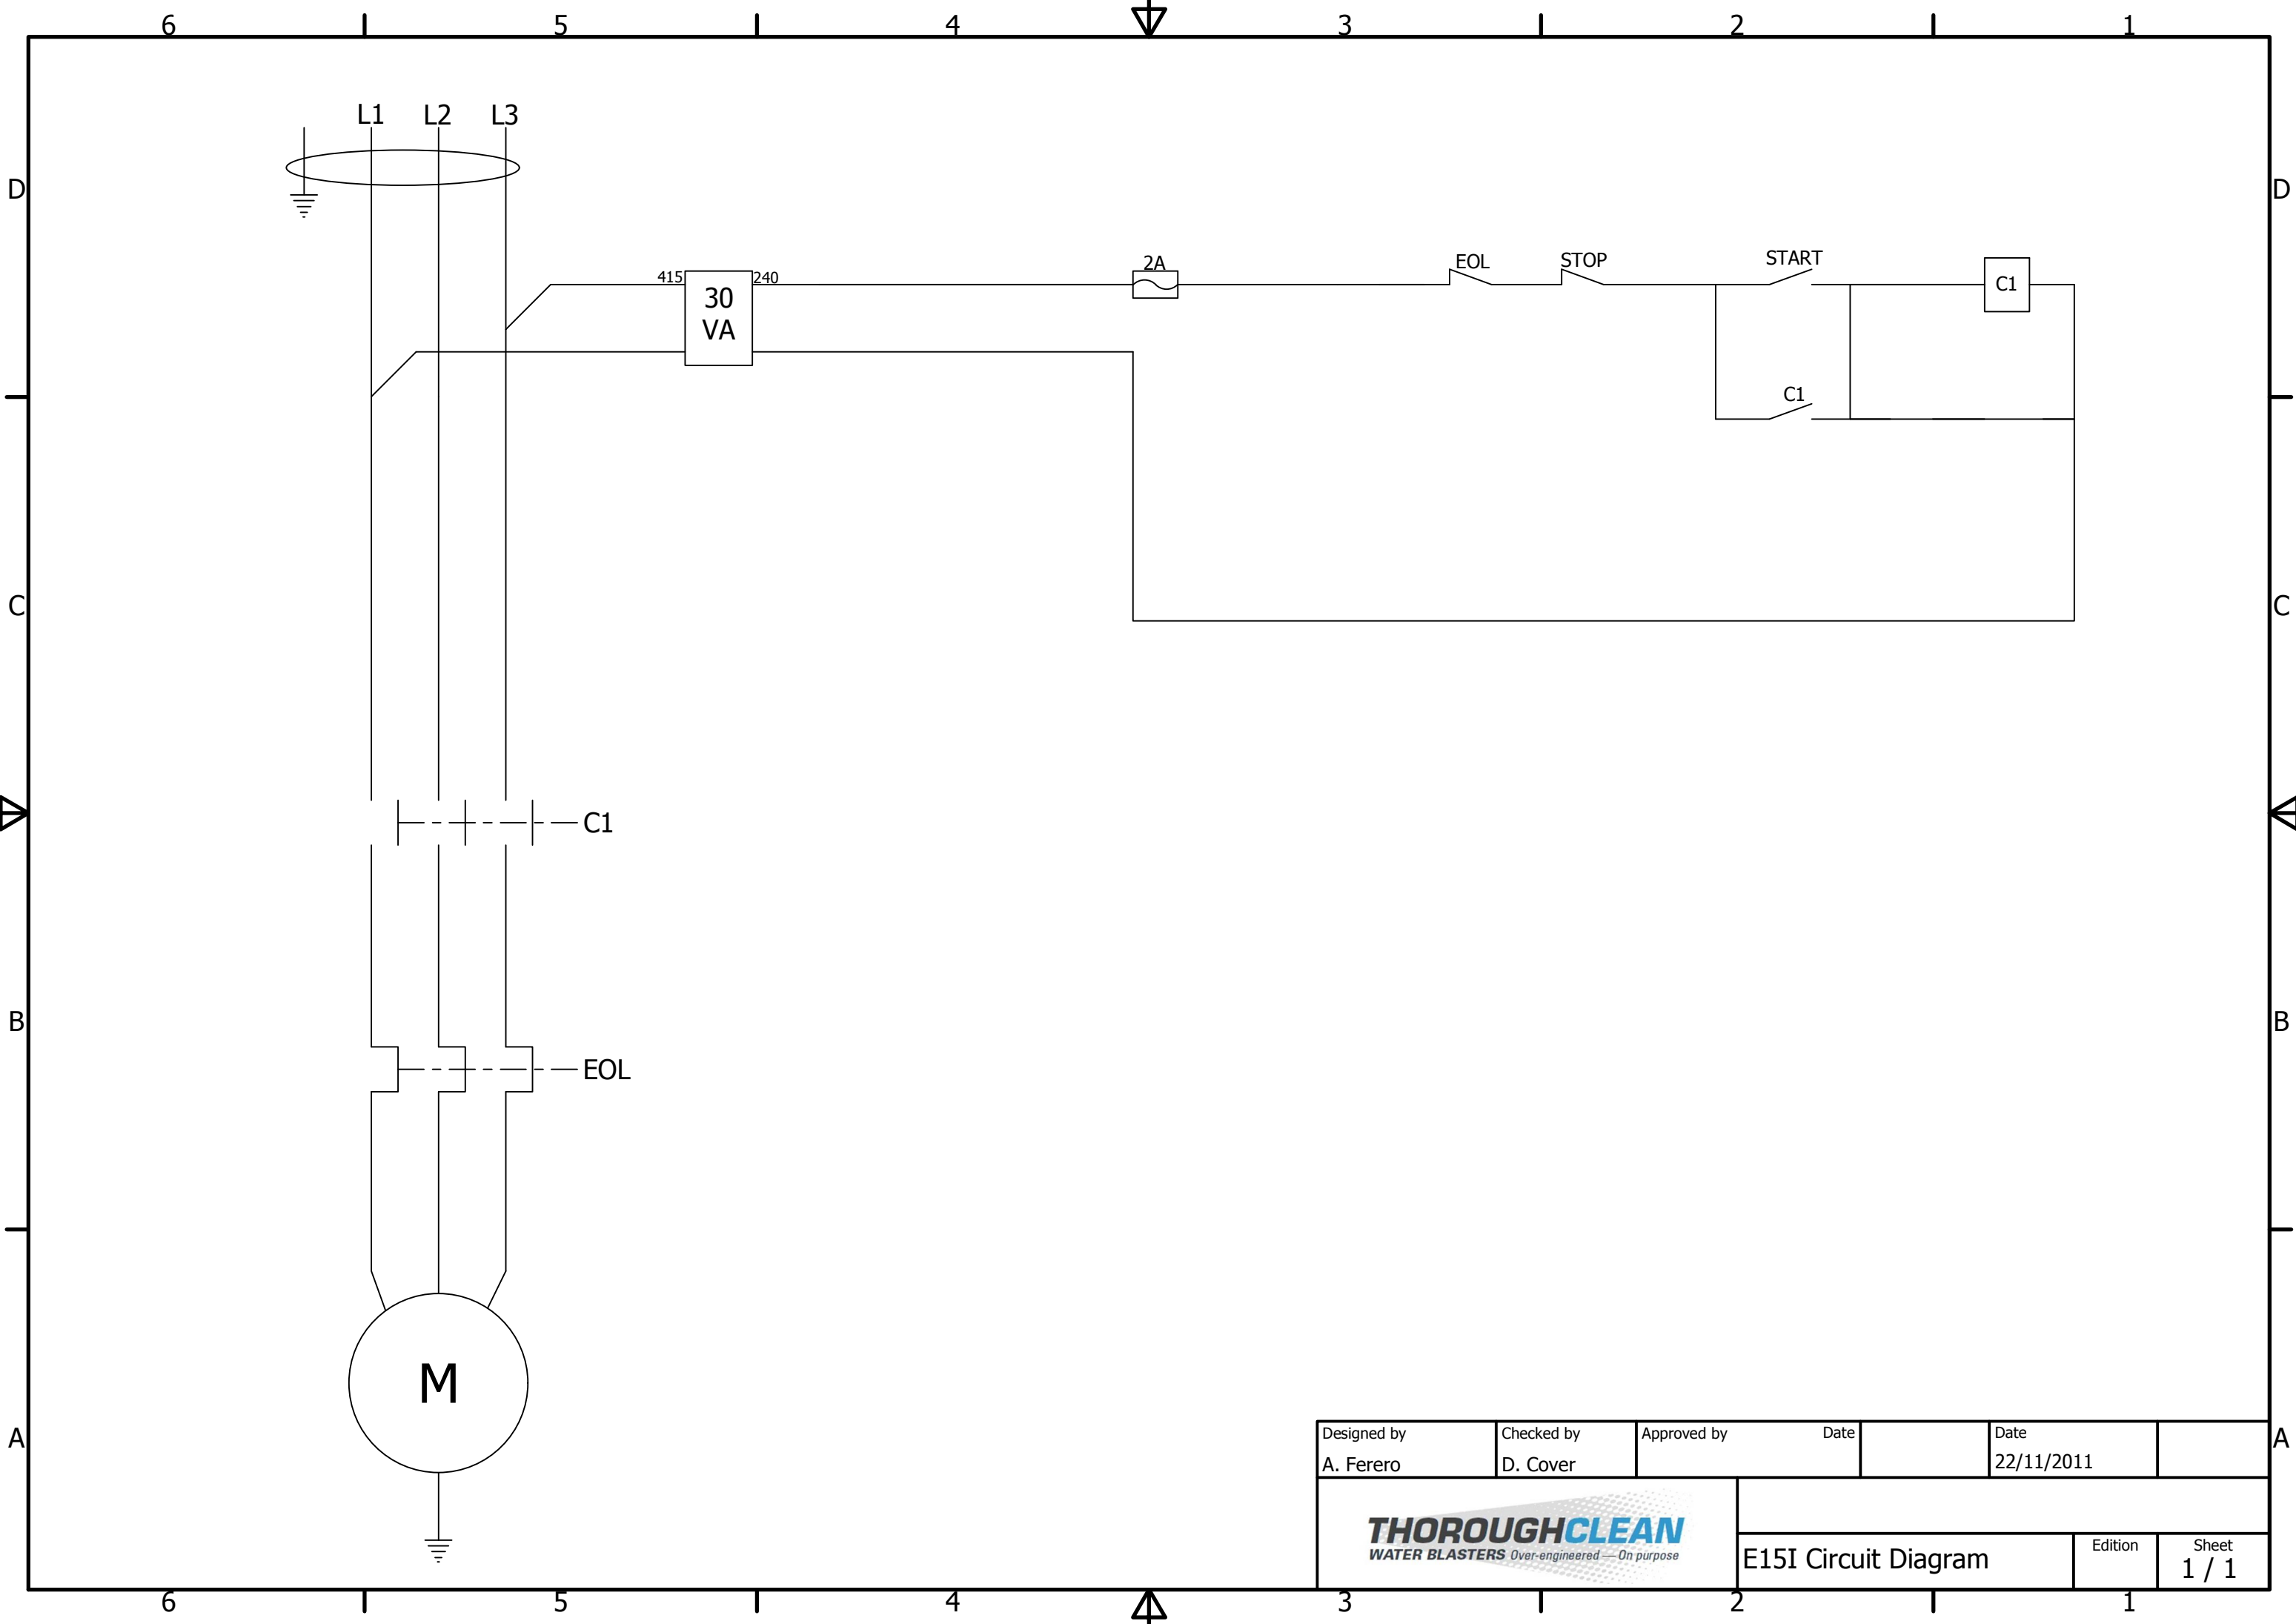 6 5 4 3 2 1
L1 L2 L3
D D
415 240
30
VA
2A
EOL STOP START
C1
C1
C C
C1
B B
EOL
M
A A
Designed by Checked by Approved by Date Date
A. Ferero D. Cover 22/11/2011
THOROUGHCLEAN
WATER BLASTERS Over-engineered — On purpose
E15I Circuit Diagram
Edition Sheet
1 / 1
6 5 4 3 2 1